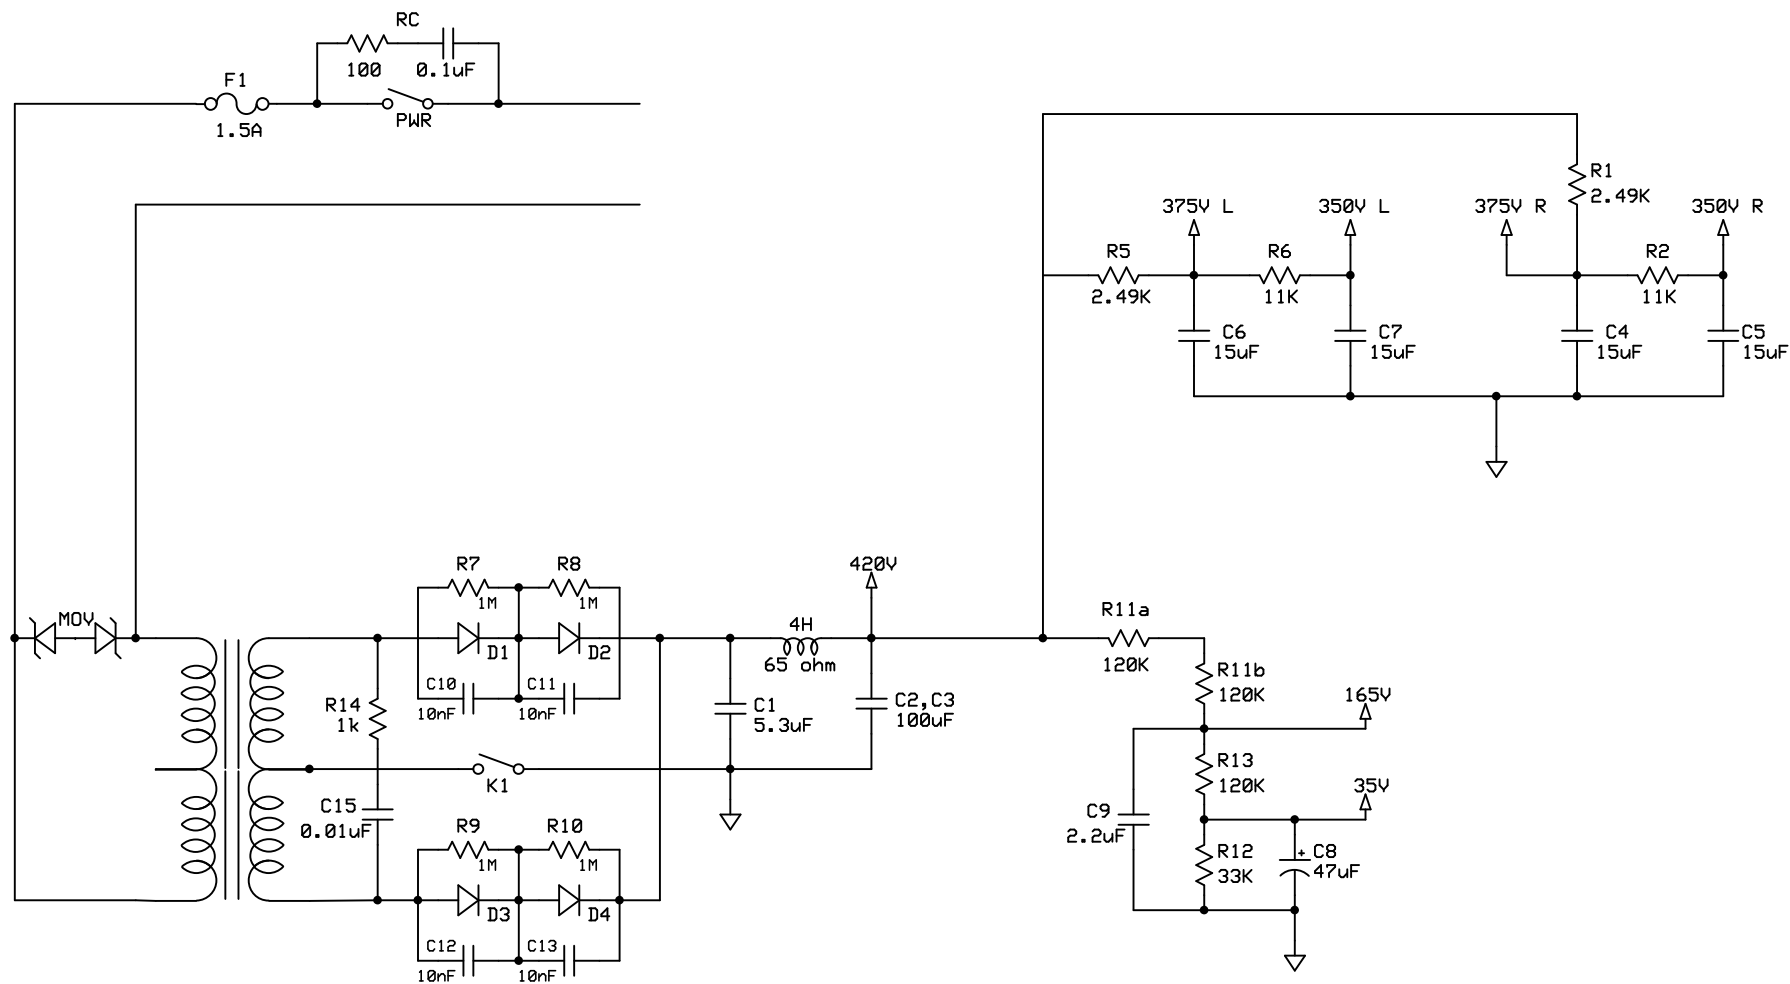 RC
100
0.1uF
F1
1.5A
PWR
R1
2.49K
375V L
350V L
375V R
350V R
R5
2.49K
R6
11K
R2
11K
C6
15uF
C7
15uF
C4
15uF
C5
15uF
MOV
R7
1M
R8
1M
D1
D2
C10
10nF
C11
10nF
R14
1k
C15
0.01uF
K1
R9
1M
R10
1M
D3
D4
C12
10nF
C13
10nF
4H
65 ohm
420V
C1
5.3uF
C2,C3
100uF
R11a
120K
R11b
120K
165V
R13
120K
35V
C9
2.2uF
R12
33K
+
C8
47uF